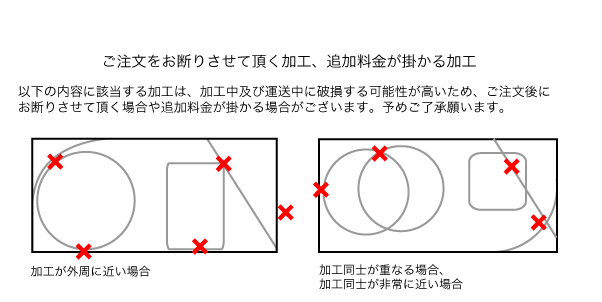 ご注文をお断りさせて頂く加工、追加料金が掛かる加工
以下の内容に該当する加工は、加工中及び運送中に破損する可能性が高いため、ご注文後に
お断りさせて頂く場合や追加料金が掛かる場合がございます。予めご了承願います。
加工が外周に近い場合
加工同士が重なる場合、
加工同士が非常に近い場合